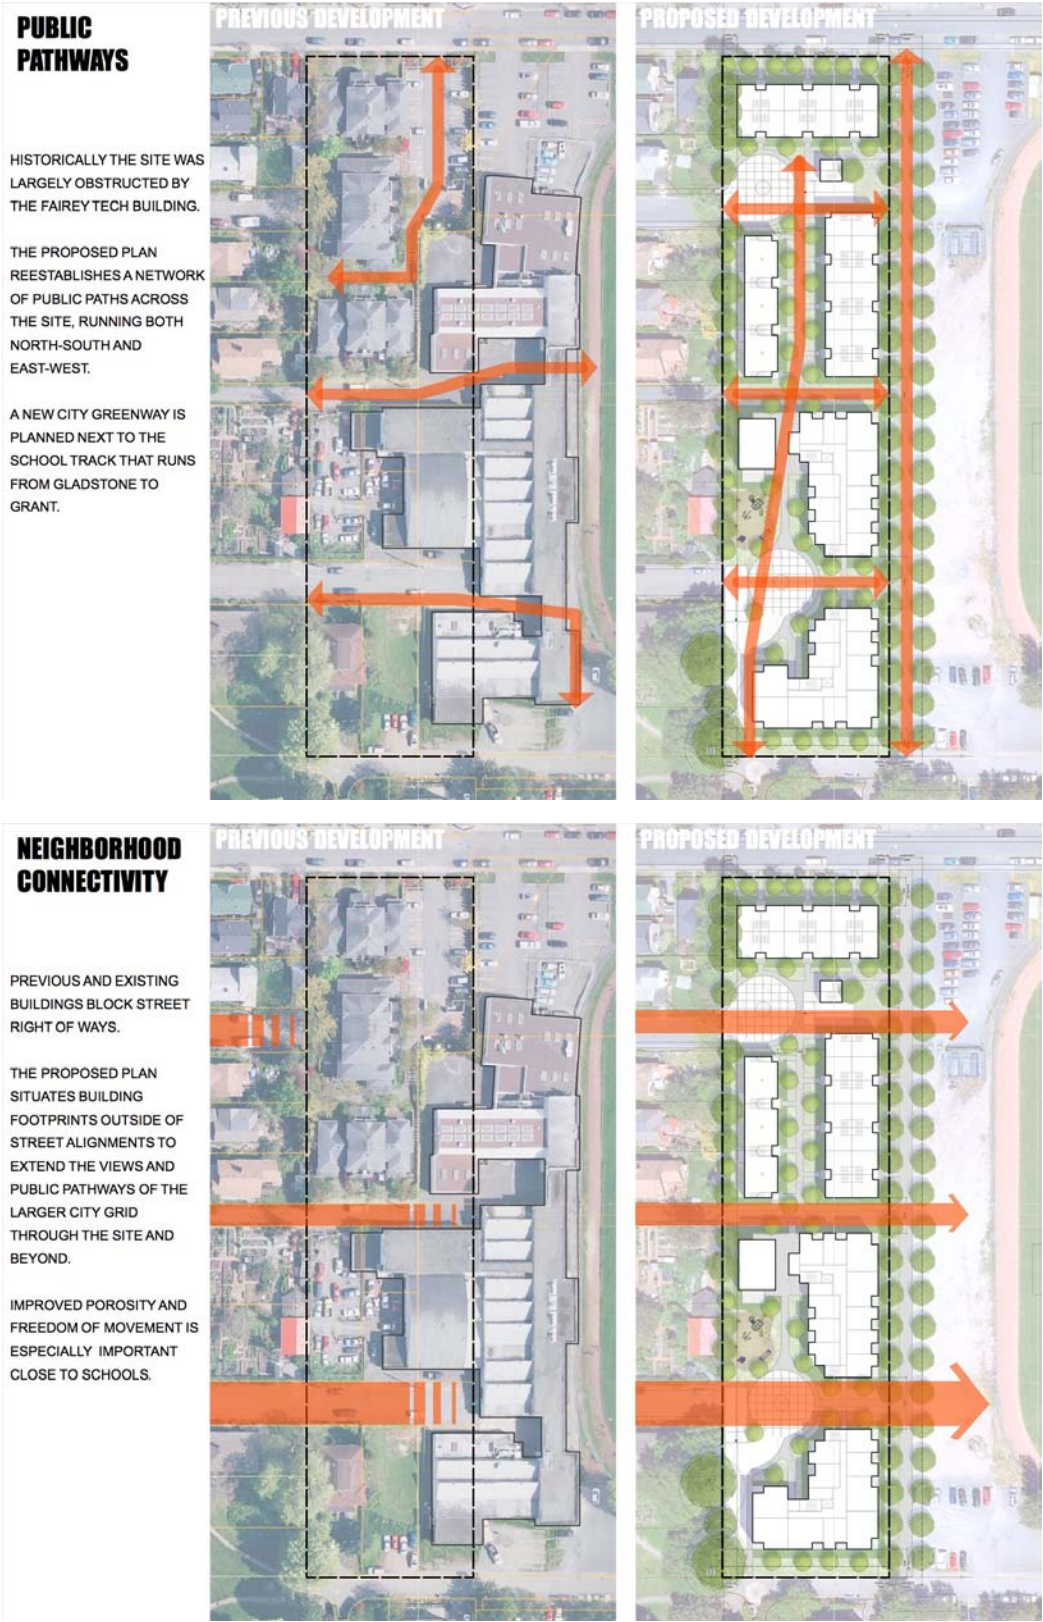 PUBLIC
PATHWAYS
HISTORICALLY THE SITE WAS
LARGELY OBSTRUCTED BY
THE FAIREY TECH BUILDING.
THE PROPOSED PLAN
REESTABLISHES A NETWORK
OF PUBLIC PATHS ACROSS
THE SITE, RUNNING BOTH
NORTH-SOUTH AND
EAST-WEST.
A NEW CITY GREENWAY IS
PLANNED NEXT TO THE
SCHOOL TRACK THAT RUNS
FROM GLADSTONE TO
GRANT.
PREVIOUS DEVELOPMENT
PROPOSED DEVELOPMENT
NEIGHBORHOOD
CONNECTIVITY
PREVIOUS AND EXISTING
BUILDINGS BLOCK STREET
RIGHT OF WAYS.
THE PROPOSED PLAN
SITUATES BUILDING
FOOTPRINTS OUTSIDE OF
STREET ALIGNMENTS TO
EXTEND THE VIEWS AND
PUBLIC PATHWAYS OF THE
LARGER CITY GRID
THROUGH THE SITE AND
BEYOND.
IMPROVED POROSITY AND
FREEDOM OF MOVEMENT IS
ESPECIALLY IMPORTANT
CLOSE TO SCHOOLS.
PREVIOUS DEVELOPMENT
PROPOSED DEVELOPMENT